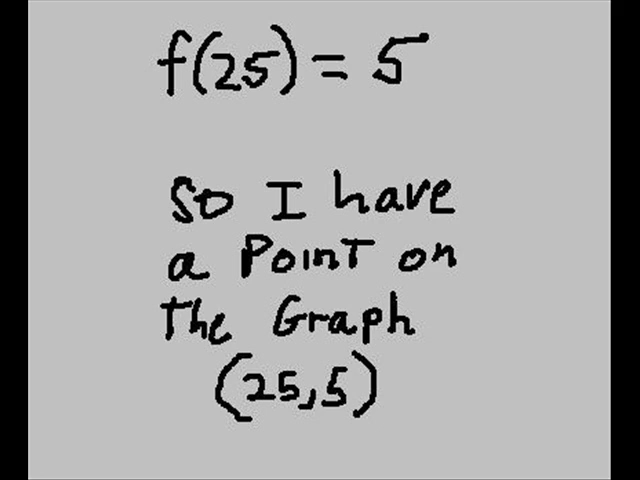 f(25) = 5
So I have
a Point on
the Graph
(25,5)